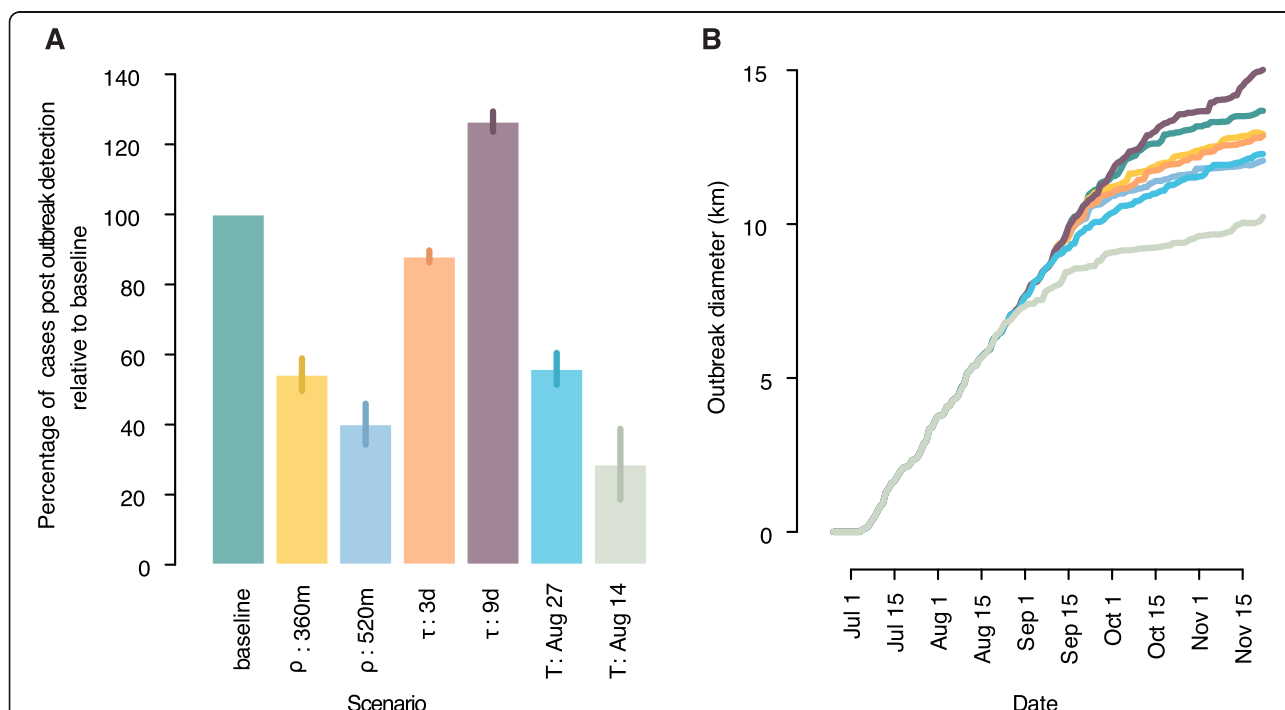 A
Percentage of cases post outbreak detection
relative to baseline
140
120
100
80
60
40
20
0
baseline
ρ : 360m
ρ: 520m
τ : 3d
τ : 9d
T: Aug 27
T: Aug 14
Scenario
B
Outbreak diameter (km)
15
10
5
0
Jul 1
Jul 15
Aug 1
Aug 15
Sep 1
Sep 15
Oct 1
Oct 15
Nov 1
Nov 15
Date